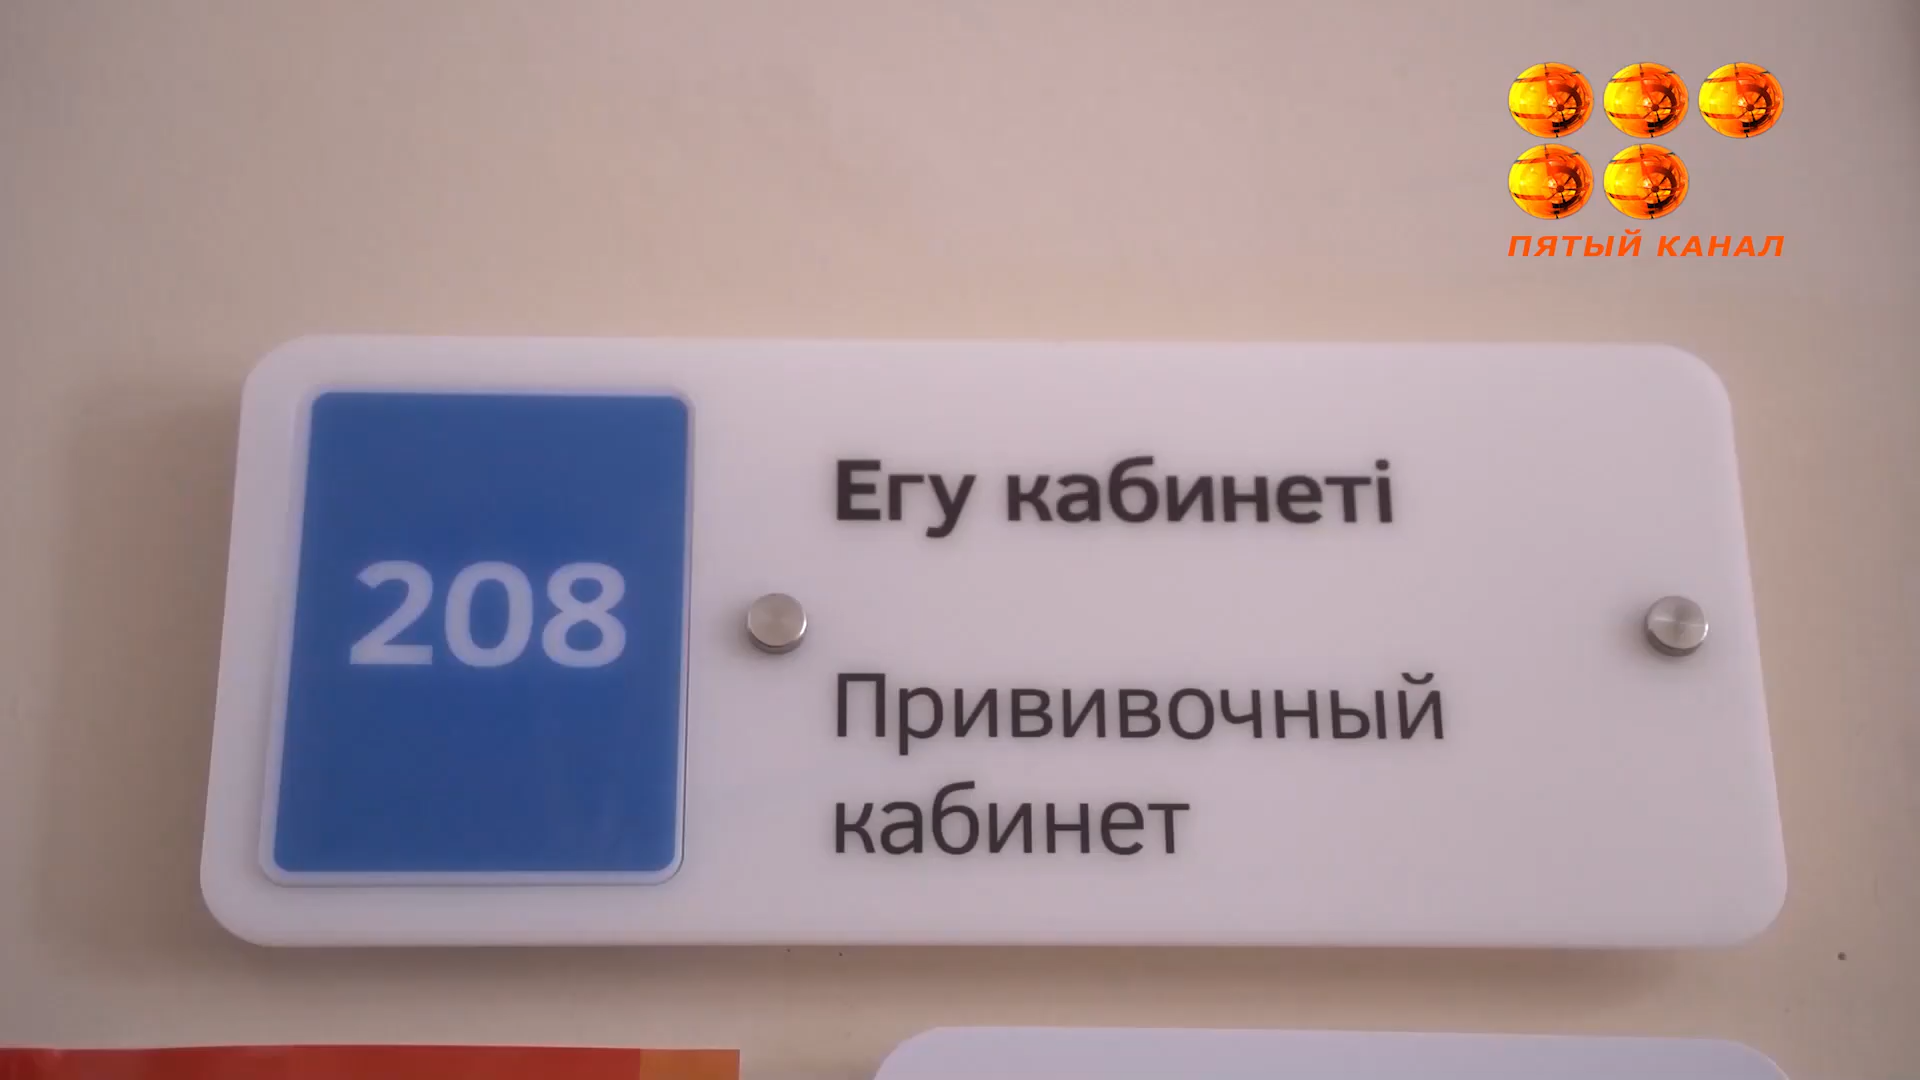 ПЯТЫЙ КАНАЛ
208
Егу кабинеті
Прививочный
кабинет